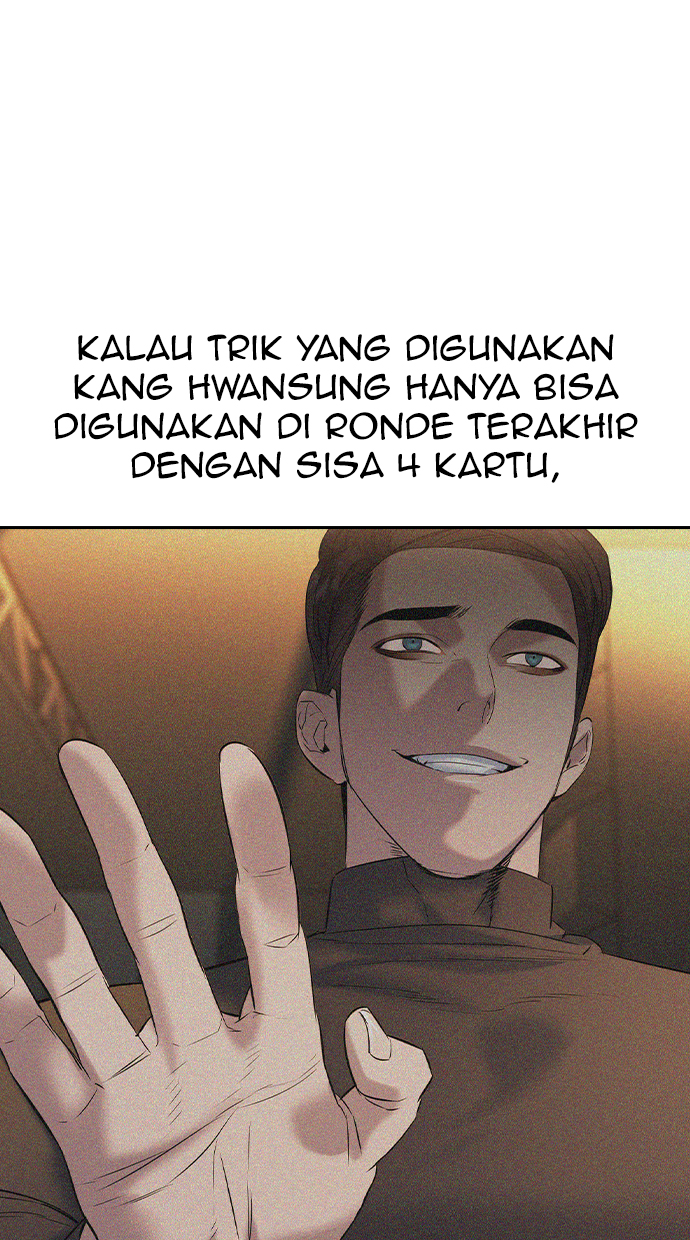 KALAU TRIK YANG DIGUNAKAN
KANG HWANSUNG HANYA BISA
DIGUNAKAN DI RONDE TERAKHIR
DENGAN SISA 4 KARTU,